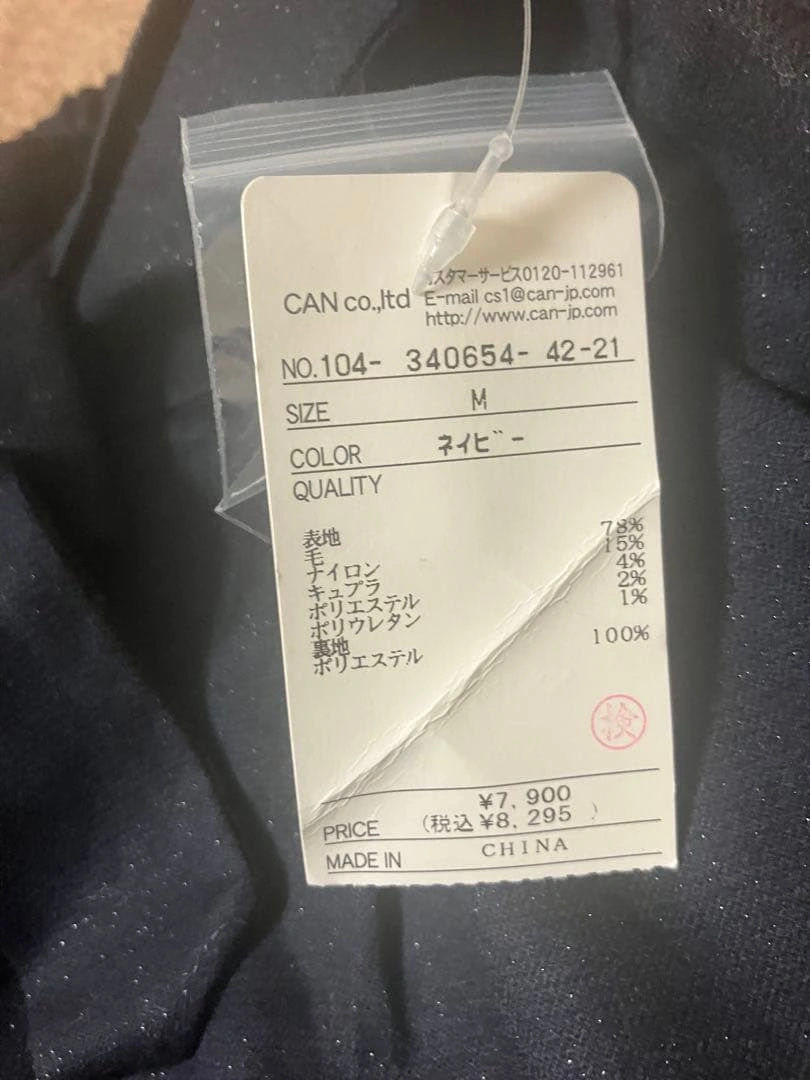 スタマーサービス0120-112961
CAN co.,ltd E-mail cs1@can-jp.com
http://www.can-jp.com
NO.104- 340654- 42-21
SIZE M
COLOR ネイビー
QUALITY
表地
毛 78%
ナイロン 15%
キュプラ 4%
ポリエステル 2%
ポリウレタン 1%
裏地
ポリエステル 100%
検
¥7,900
PRICE (税込¥8,295 )
MADE IN CHINA